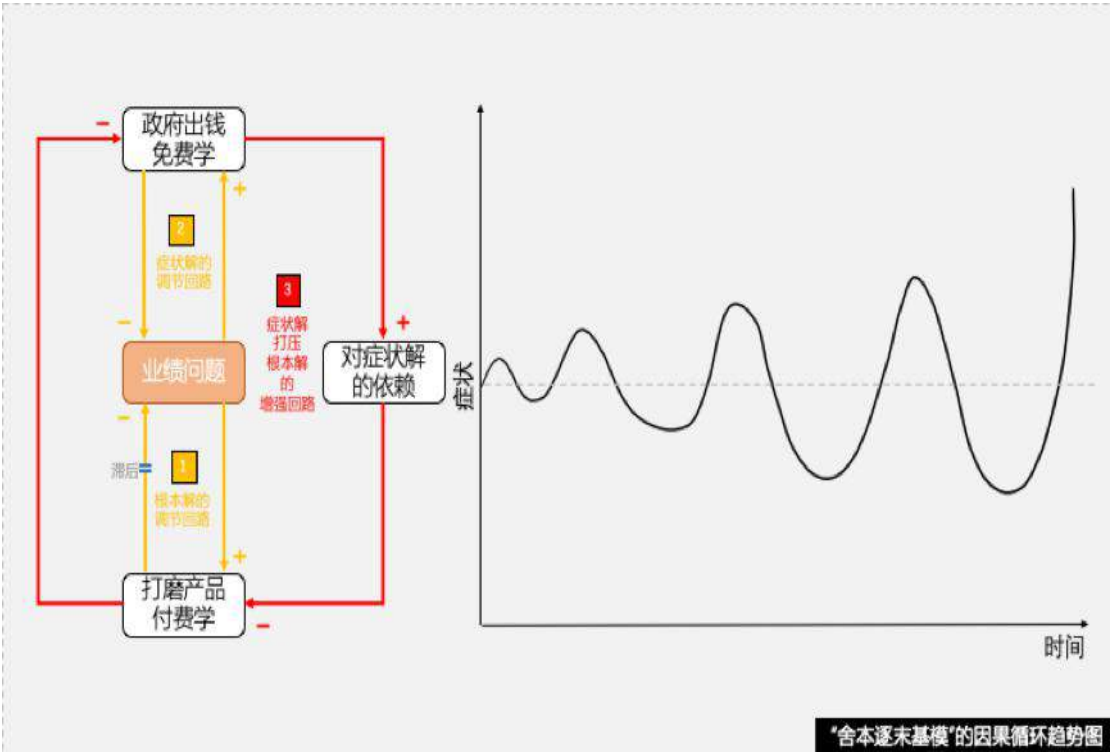 政府出钱
免费学
−
+
2
症状解的
调节回路
−
3
症状解
打压
根本解
的
增强回路
+
业绩问题
对症状解
的依赖
−
滞后
1
根本解的
调节回路
+
打磨产品
付费学
−
症状
时间
“舍本逐末基模”的因果循环趋势图